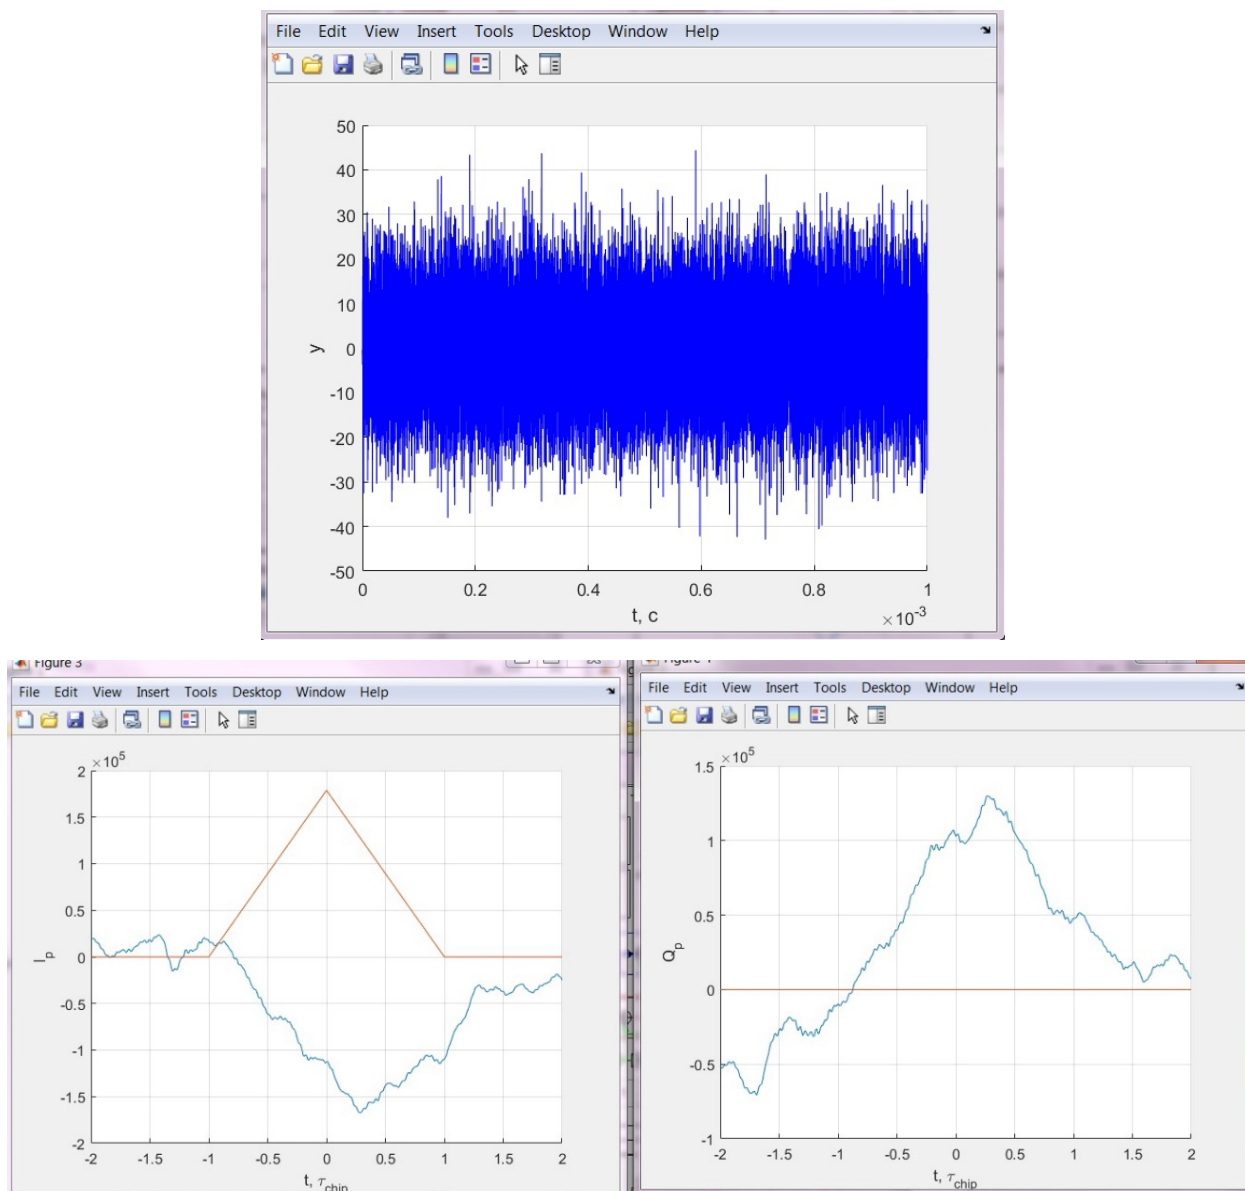 File Edit View Insert Tools Desktop Window Help
50
40
30
20
10
0
-10
-20
-30
-40
-50
y
0 0.2 0.4 0.6 0.8 1
t, c
×10-3
Figure 3
File Edit View Insert Tools Desktop Window Help
×105
2
1.5
1
0.5
0
-0.5
-1
-1.5
-2
Ip
-2 -1.5 -1 -0.5 0 0.5 1 1.5 2
t, τchip
File Edit View Insert Tools Desktop Window Help
×105
1.5
1
0.5
0
-0.5
-1
Qp
-2 -1.5 -1 -0.5 0 0.5 1 1.5 2
t, τchip